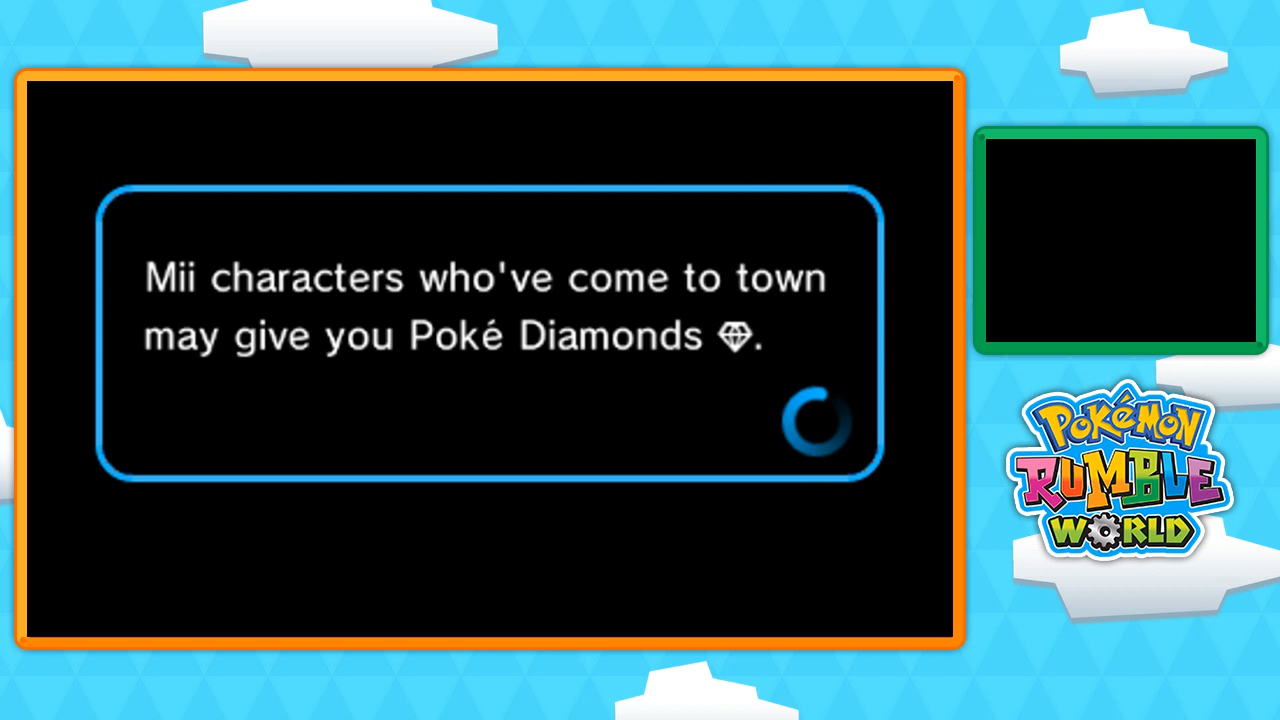 Mii characters who've come to town
may give you Poké Diamonds .
POKÉMON
RUMBLE
WORLD